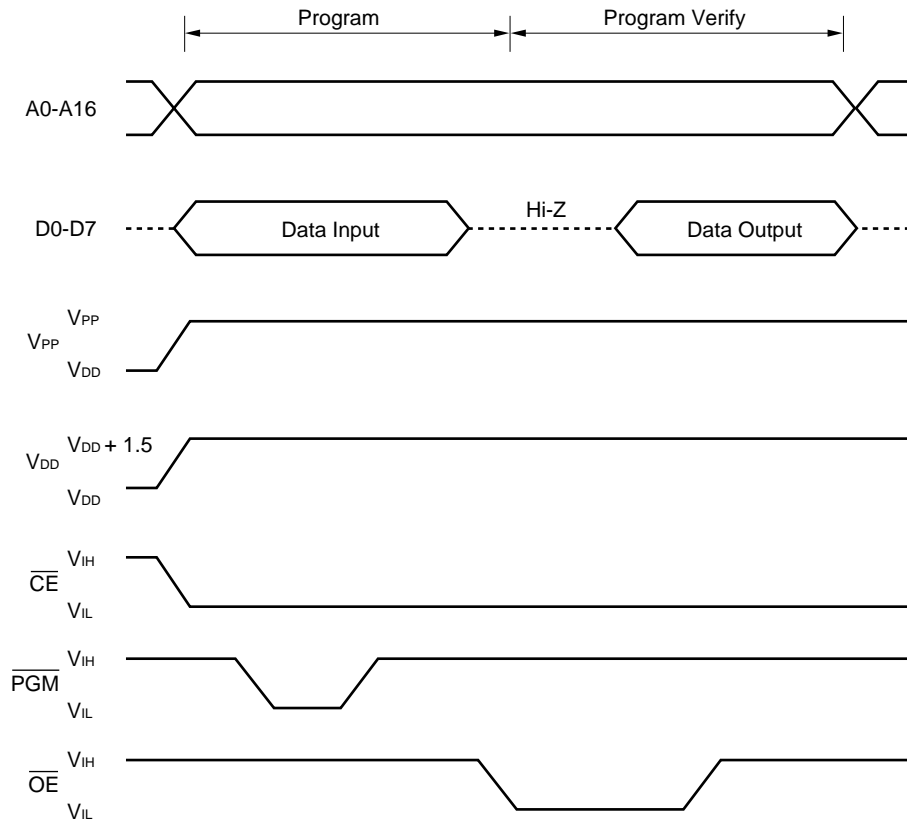 Program Program Verify
A0-A16
D0-D7 Data Input Hi-Z Data Output
VPP
VPP
VDD
VDD + 1.5
VDD
VDD
VIH
CE
VIL
VIH
PGM
VIL
VIH
OE
VIL